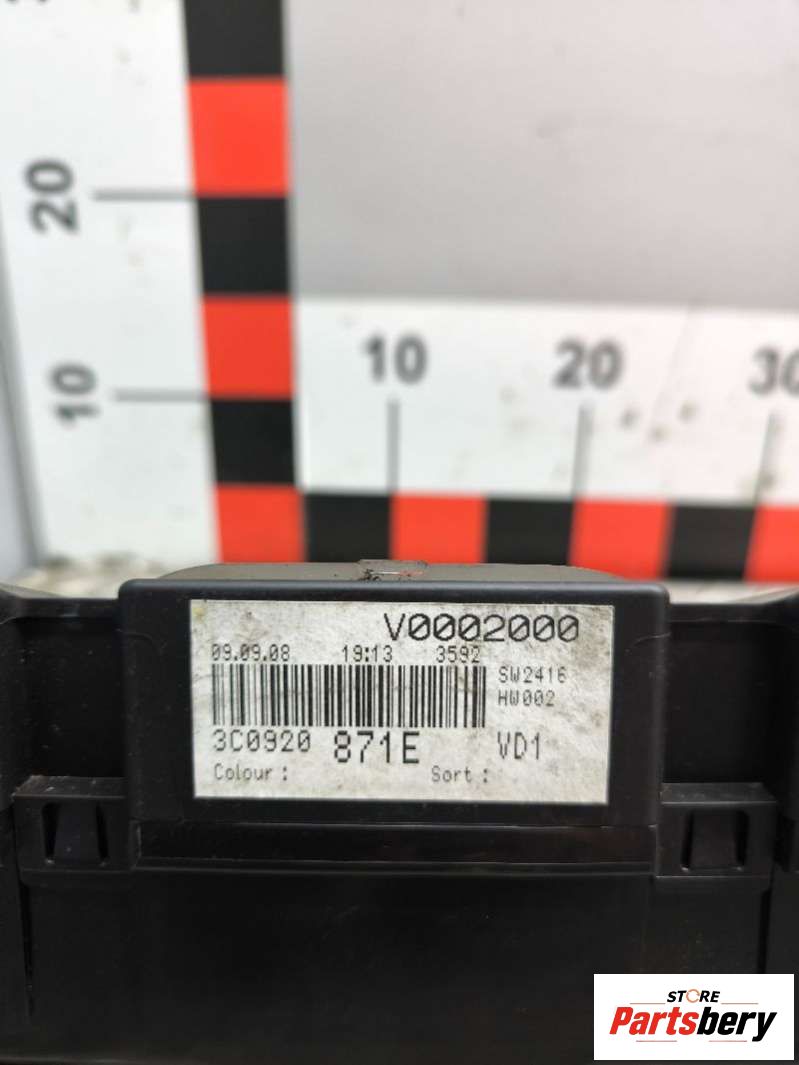 20
10
10
20
30
V0002000
09.09.08 19:13 3592
SW2416
HW002
3C0920 871E VD1
Colour : Sort :
STORE
Partsbery